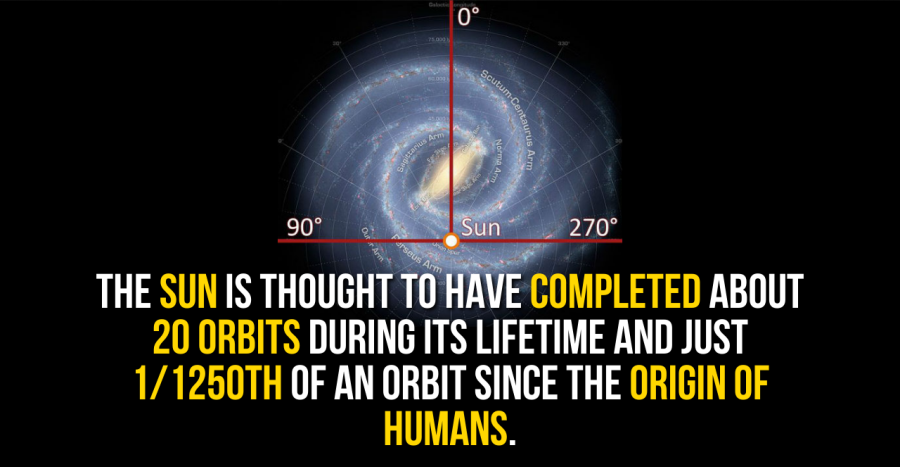 0°
Scutum-Centaurus Arm
Sagittarius Arm
Norma Arm
90°
Sun
270°
Outer Arm
Perseus Arm
THE SUN IS THOUGHT TO HAVE COMPLETED ABOUT
20 ORBITS DURING ITS LIFETIME AND JUST
1/1250TH OF AN ORBIT SINCE THE ORIGIN OF
HUMANS.